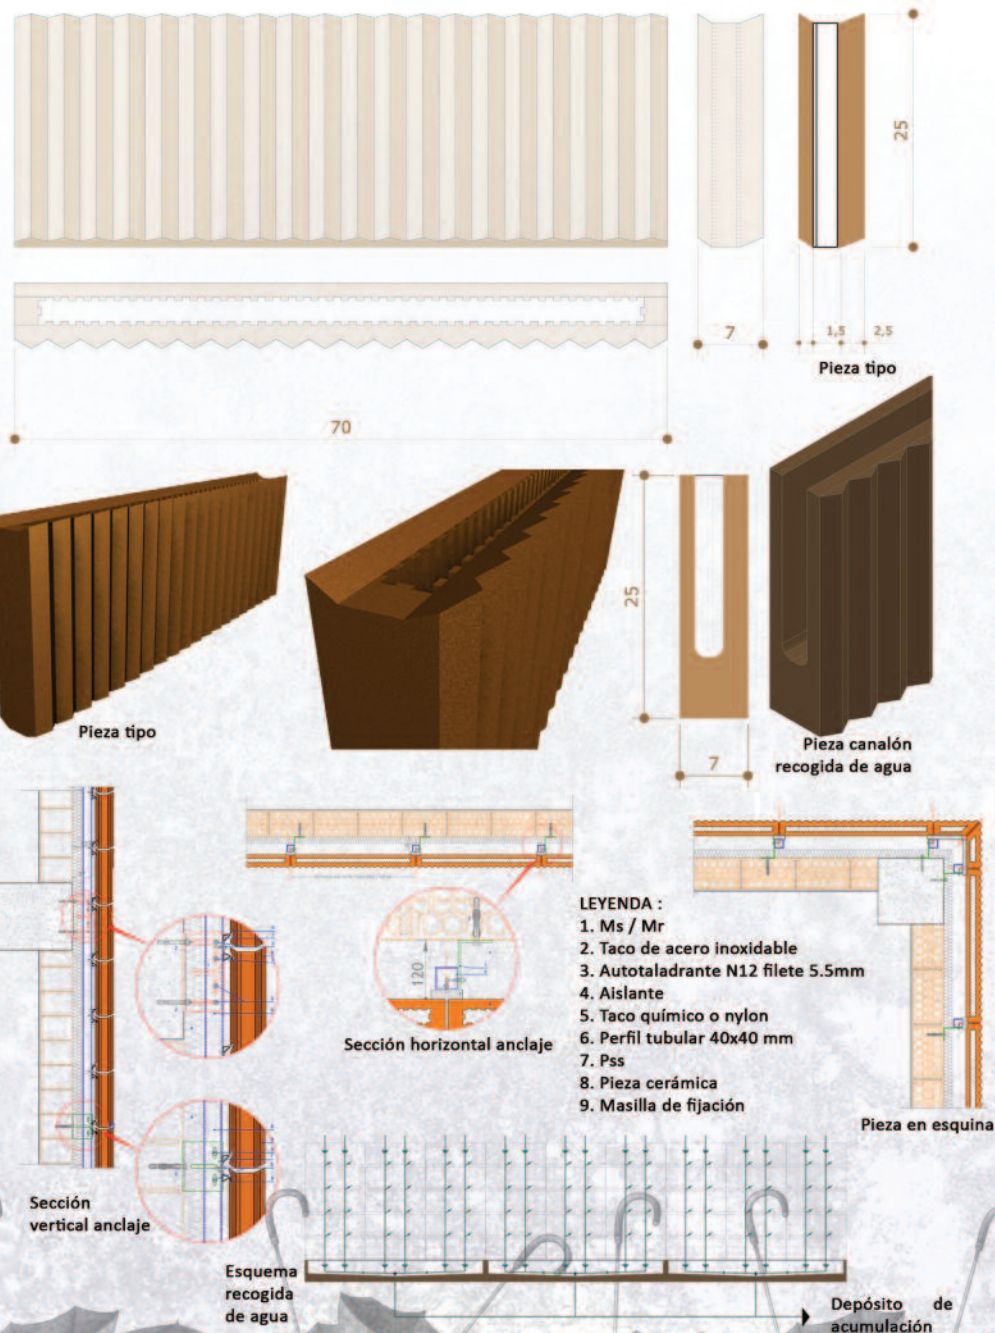 25
7
1,5
2,5
Pieza tipo
70
25
Pieza tipo
7
Pieza canalón
recogida de agua
LEYENDA :
1. Ms / Mr
2. Taco de acero inoxidable
3. Autotaladrante N12 filete 5.5mm
4. Aislante
5. Taco químico o nylon
6. Perfil tubular 40x40 mm
7. Pss
8. Pieza cerámica
9. Masilla de fijación
120
Sección horizontal anclaje
Pieza en esquina
Sección
vertical anclaje
Esquema
recogida
de agua
Depósito de
acumulación